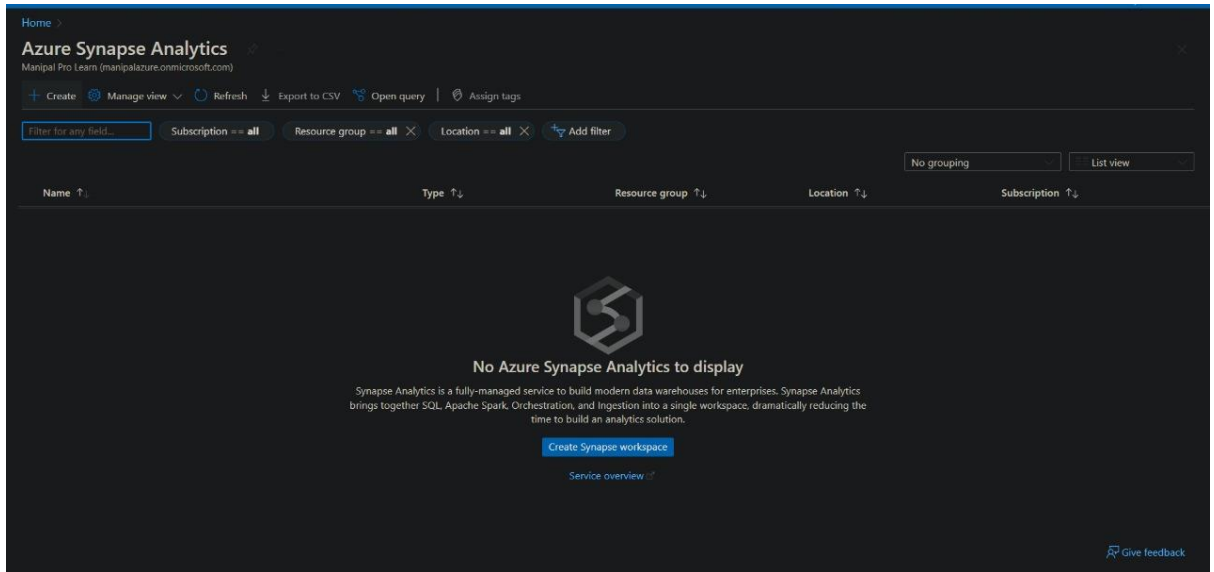 Home >
Azure Synapse Analytics
Manipal Pro Learn (manipalazure.onmicrosoft.com)
+ Create Manage view Refresh Export to CSV Open query | Assign tags
Filter for any field... Subscription == all Resource group == all Location == all Add filter
No grouping List view
Name Type Resource group Location Subscription
No Azure Synapse Analytics to display
Synapse Analytics is a fully-managed service to build modern data warehouses for enterprises. Synapse Analytics
brings together SQL, Apache Spark, Orchestration, and Ingestion into a single workspace, dramatically reducing the
time to build an analytics solution.
Create Synapse workspace
Service overview
Give feedback